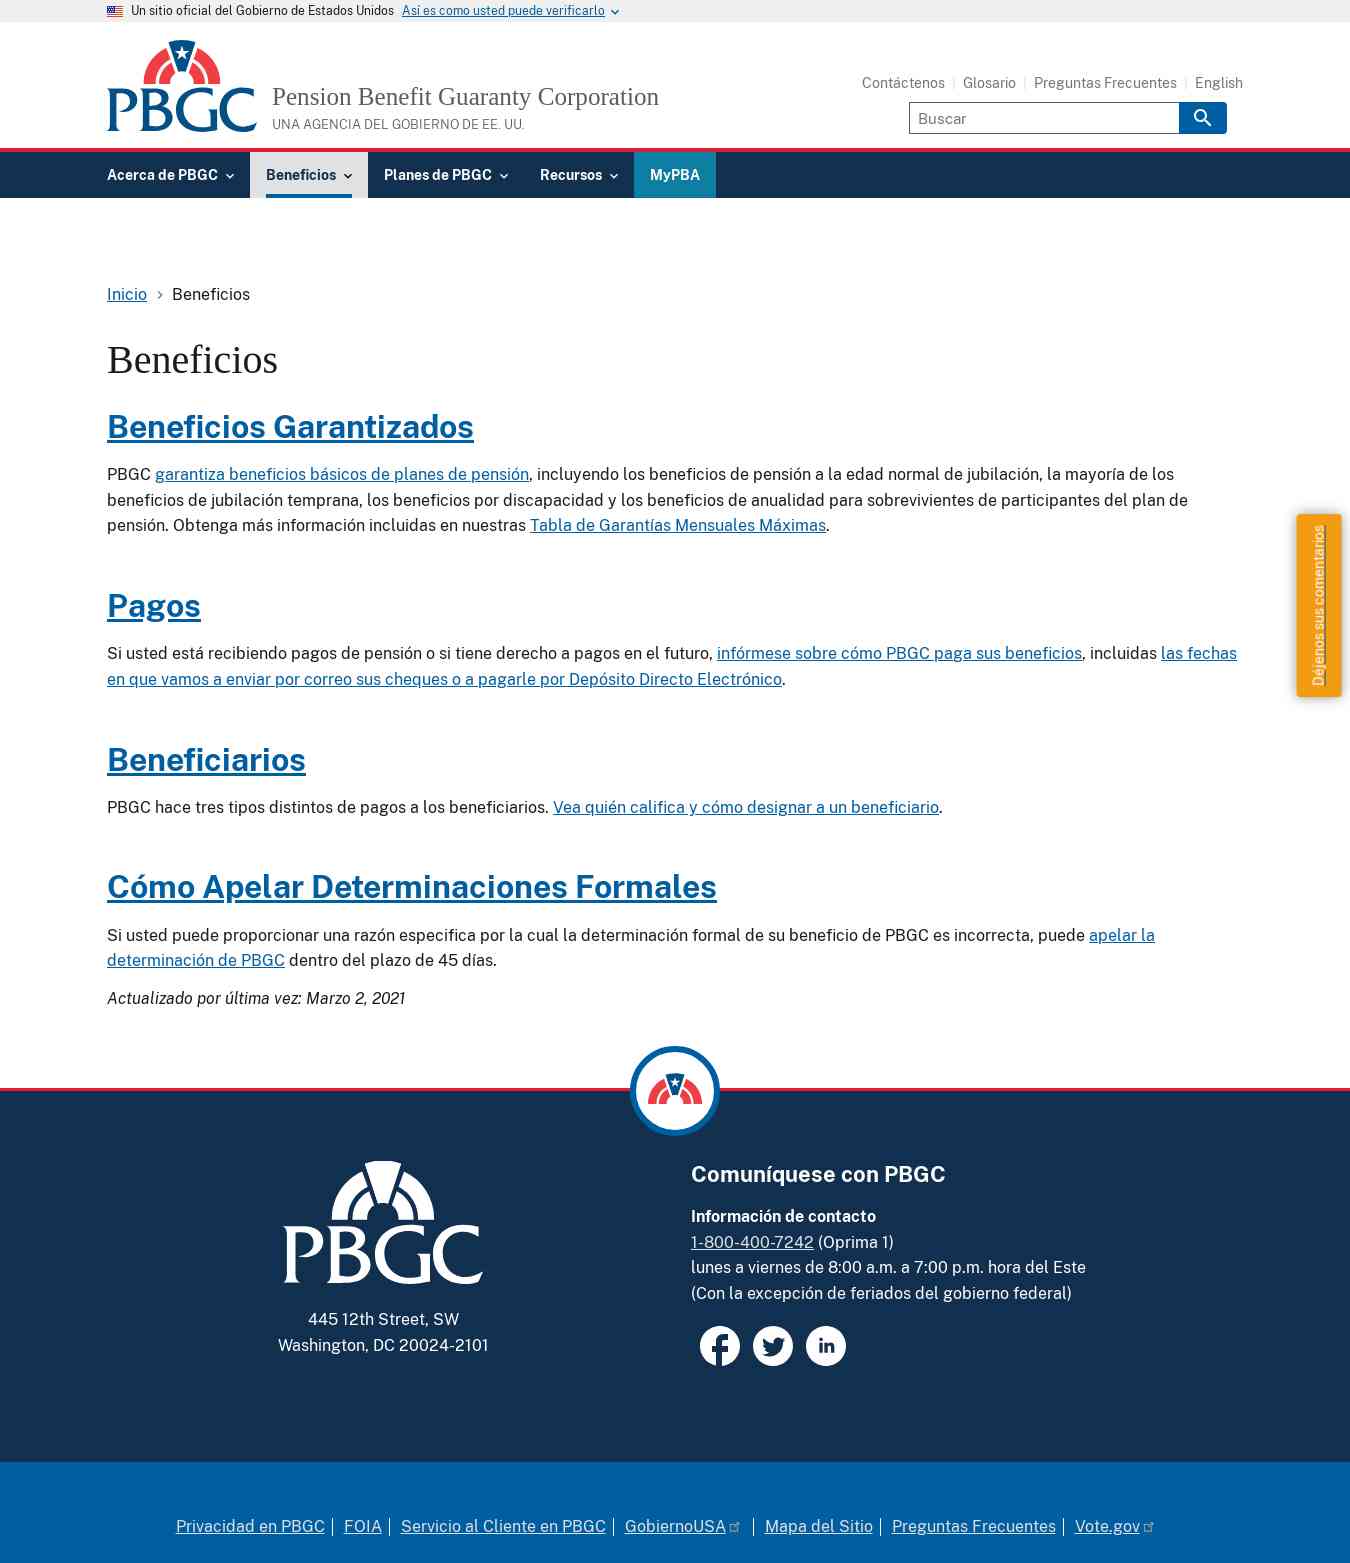 Un sitio oficial del Gobierno de Estados Unidos Así es como usted puede verificarlo
PBGC
Pension Benefit Guaranty Corporation
UNA AGENCIA DEL GOBIERNO DE EE. UU.
Contáctenos Glosario Preguntas Frecuentes English
Buscar
Acerca de PBGC Beneficios Planes de PBGC Recursos MyPBA
Inicio Beneficios
Beneficios
Beneficios Garantizados
PBGC garantiza beneficios básicos de planes de pensión, incluyendo los beneficios de pensión a la edad normal de jubilación, la mayoría de los
beneficios de jubilación temprana, los beneficios por discapacidad y los beneficios de anualidad para sobrevivientes de participantes del plan de
pensión. Obtenga más información incluidas en nuestras Tabla de Garantías Mensuales Máximas.
Déjenos sus comentarios
Pagos
Si usted está recibiendo pagos de pensión o si tiene derecho a pagos en el futuro, infórmese sobre cómo PBGC paga sus beneficios, incluidas las fechas
en que vamos a enviar por correo sus cheques o a pagarle por Depósito Directo Electrónico.
Beneficiarios
PBGC hace tres tipos distintos de pagos a los beneficiarios. Vea quién califica y cómo designar a un beneficiario.
Cómo Apelar Determinaciones Formales
Si usted puede proporcionar una razón especifica por la cual la determinación formal de su beneficio de PBGC es incorrecta, puede apelar la
determinación de PBGC dentro del plazo de 45 días.
Actualizado por última vez: Marzo 2, 2021
PBGC
445 12th Street, SW
Washington, DC 20024-2101
Comuníquese con PBGC
Información de contacto
1-800-400-7242 (Oprima 1)
lunes a viernes de 8:00 a.m. a 7:00 p.m. hora del Este
(Con la excepción de feriados del gobierno federal)
Privacidad en PBGC FOIA Servicio al Cliente en PBGC GobiernoUSA Mapa del Sitio Preguntas Frecuentes Vote.gov